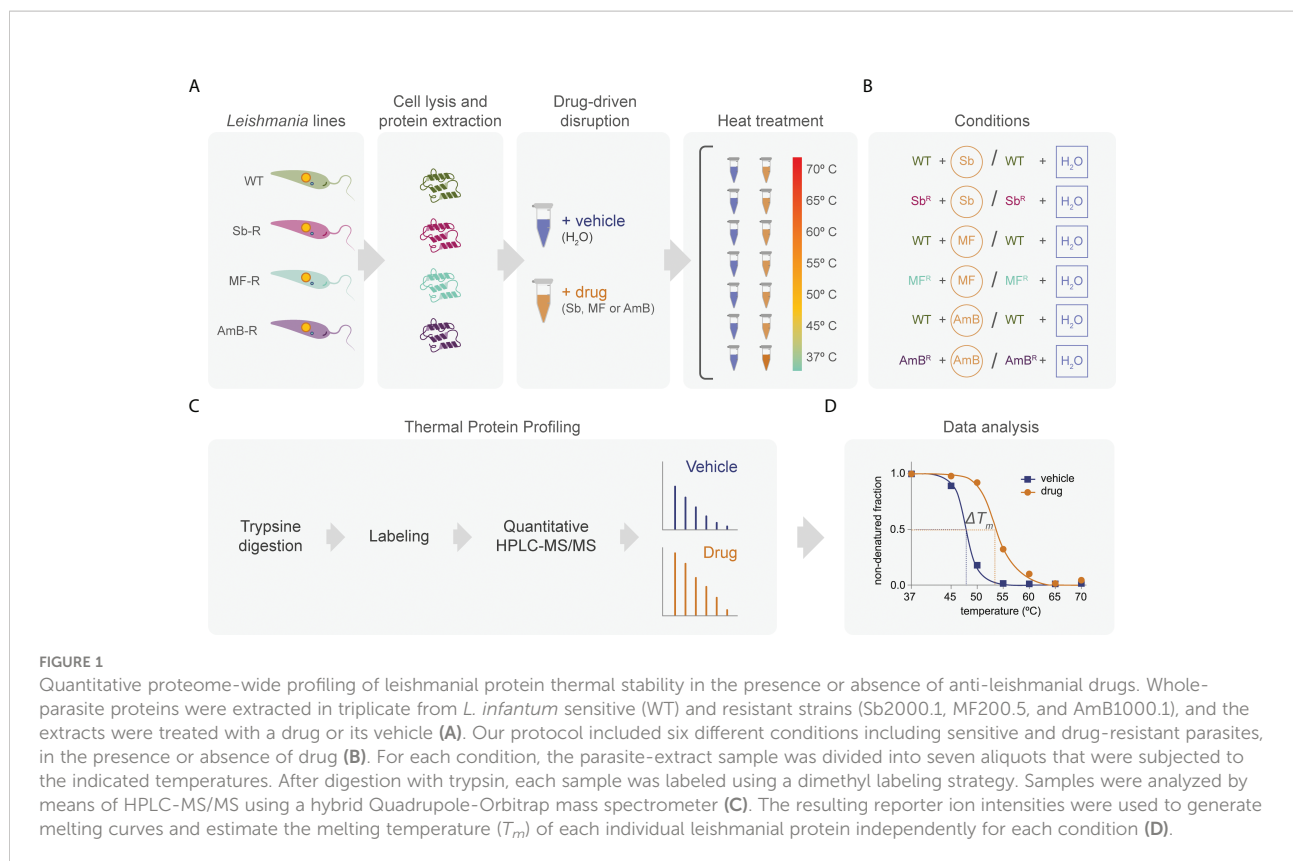 A
B
Leishmania lines
Cell lysis and
protein extraction
Drug-driven
disruption
Heat treatment
Conditions
WT
Sb-R
MF-R
AmB-R
+ vehicle
(H₂O)
+ drug
(Sb, MF or AmB)
70º C
65º C
60º C
55º C
50º C
45º C
37º C
WT + Sb / WT + H₂O
Sbᴿ + Sb / Sbᴿ + H₂O
WT + MF / WT + H₂O
MFᴿ + MF / MFᴿ + H₂O
WT + AmB / WT + H₂O
AmBᴿ + AmB / AmBᴿ + H₂O
C
D
Thermal Protein Profiling
Data analysis
Trypsine
digestion
Labeling
Quantitative
HPLC-MS/MS
Vehicle
Drug
non-denatured fraction
1.0
0.5
0.0
vehicle
drug
ΔTₘ
37 45 50 55 60 65 70
temperature (ºC)
FIGURE 1
Quantitative proteome-wide profiling of leishmanial protein thermal stability in the presence or absence of anti-leishmanial drugs. Whole-
parasite proteins were extracted in triplicate from L. infantum sensitive (WT) and resistant strains (Sb2000.1, MF200.5, and AmB1000.1), and the
extracts were treated with a drug or its vehicle (A). Our protocol included six different conditions including sensitive and drug-resistant parasites,
in the presence or absence of drug (B). For each condition, the parasite-extract sample was divided into seven aliquots that were subjected to
the indicated temperatures. After digestion with trypsin, each sample was labeled using a dimethyl labeling strategy. Samples were analyzed by
means of HPLC-MS/MS using a hybrid Quadrupole-Orbitrap mass spectrometer (C). The resulting reporter ion intensities were used to generate
melting curves and estimate the melting temperature (Tₘ) of each individual leishmanial protein independently for each condition (D).